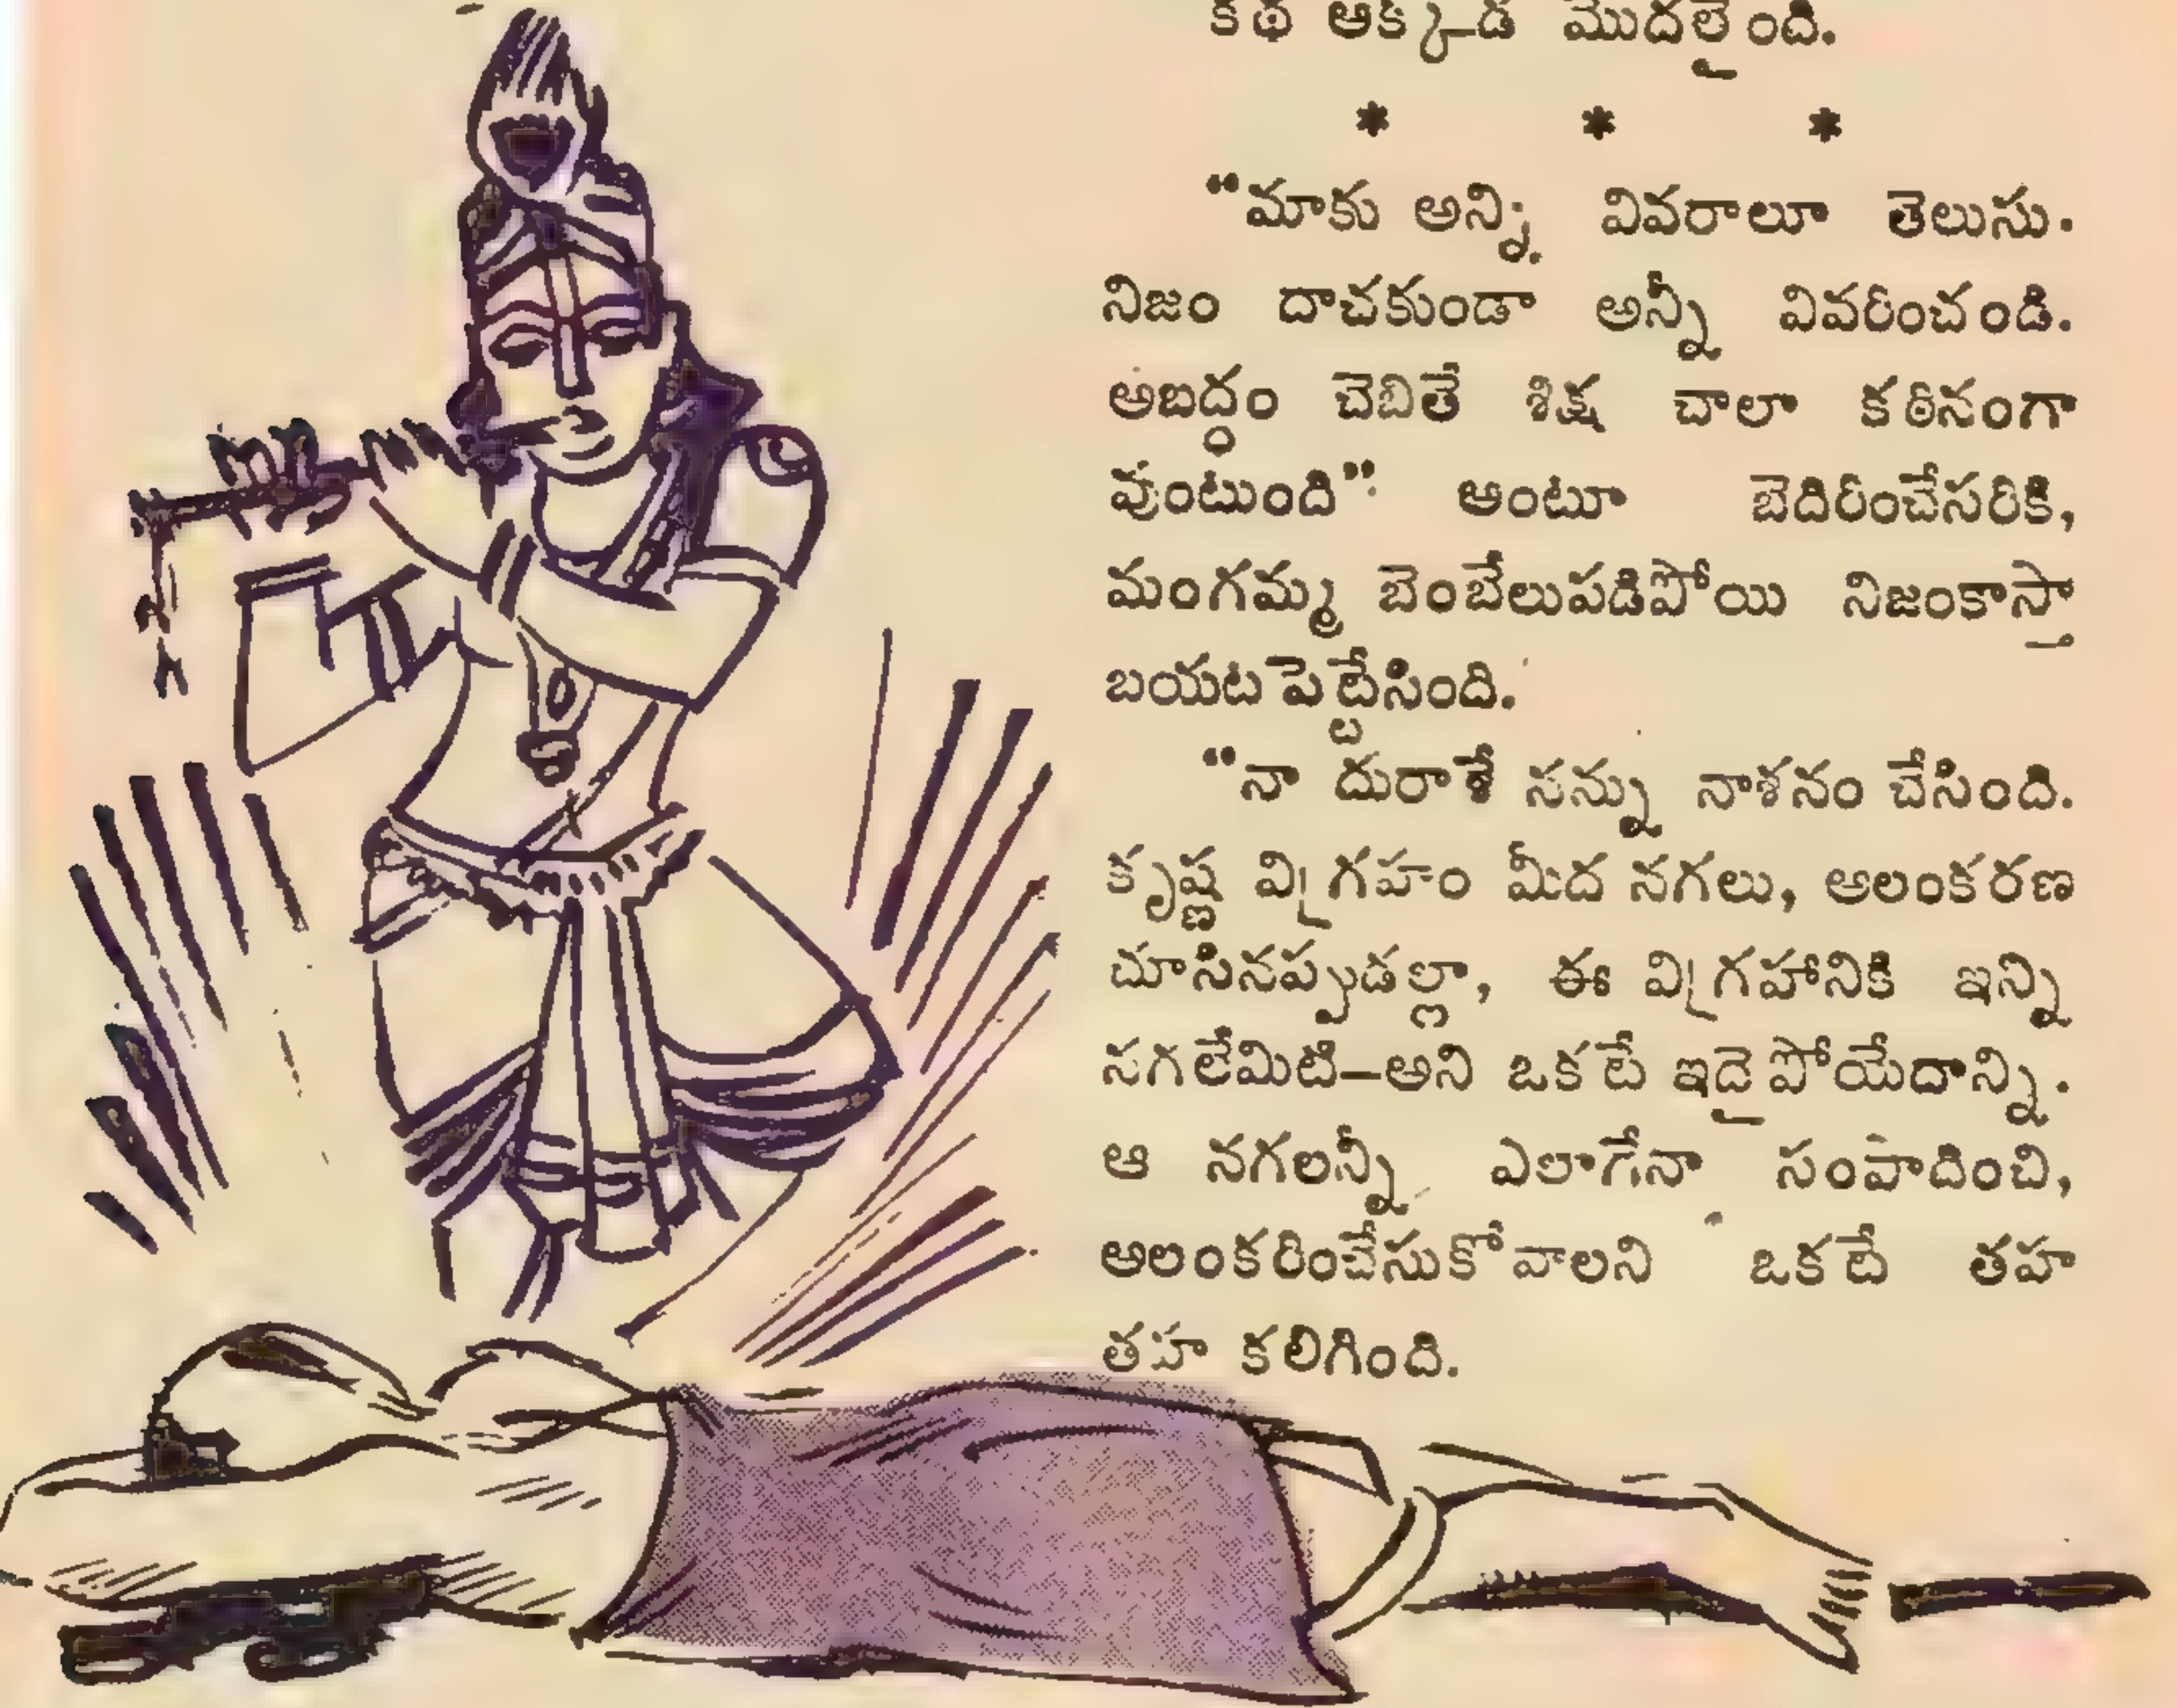 కథ అక్కడ మొదలైంది.
* * *
“మాకు అన్ని వివరాలూ తెలుసు.
నిజం దాచకుండా అన్నీ వివరించండి.
అబద్ధం చెబితే శిక్ష చాలా కఠినంగా
వుంటుంది” అంటూ బెదిరించేసరికి,
మంగమ్మ బెంబేలుపడిపోయి నిజంకాస్తా
బయటపెట్టేసింది.
“నా దురాశే నన్ను నాశనం చేసింది.
కృష్ణ విగ్రహం మీద నగలు, అలంకరణ
చూసినప్పుడల్లా, ఈ విగ్రహానికి ఇన్ని
నగలేమిటి—అని ఒకటే ఇదైపోయేదాన్ని.
ఆ నగలన్నీ ఎలాగేనా సంపాదించి,
అలంకరించేసుకోవాలని ఒకటే తహ
తహ కలిగింది.